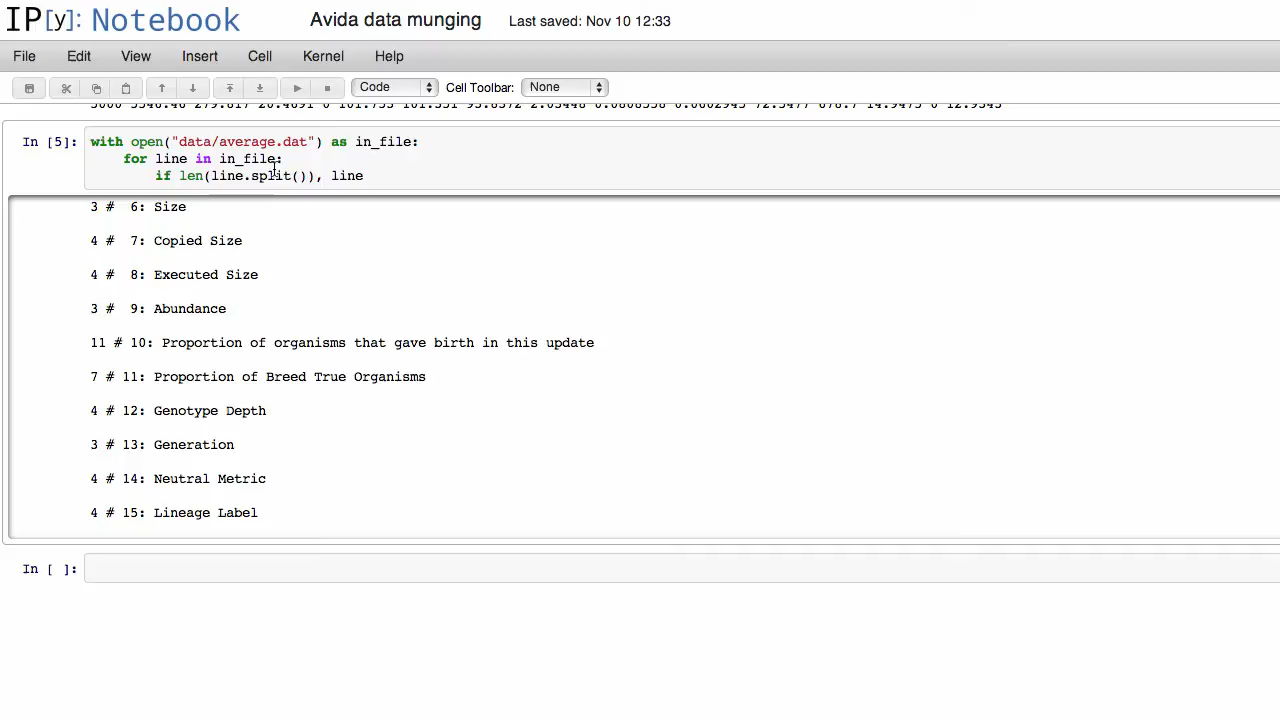 IP[y]: Notebook Avida data munging Last saved: Nov 10 12:33
File Edit View Insert Cell Kernel Help
Code Cell Toolbar: None
In [5]: with open("data/average.dat") as in_file:
for line in in_file:
if len(line.split()), line
3 #  6: Size
4 #  7: Copied Size
4 #  8: Executed Size
3 #  9: Abundance
11 # 10: Proportion of organisms that gave birth in this update
7 # 11: Proportion of Breed True Organisms
4 # 12: Genotype Depth
3 # 13: Generation
4 # 14: Neutral Metric
4 # 15: Lineage Label
In [ ]: